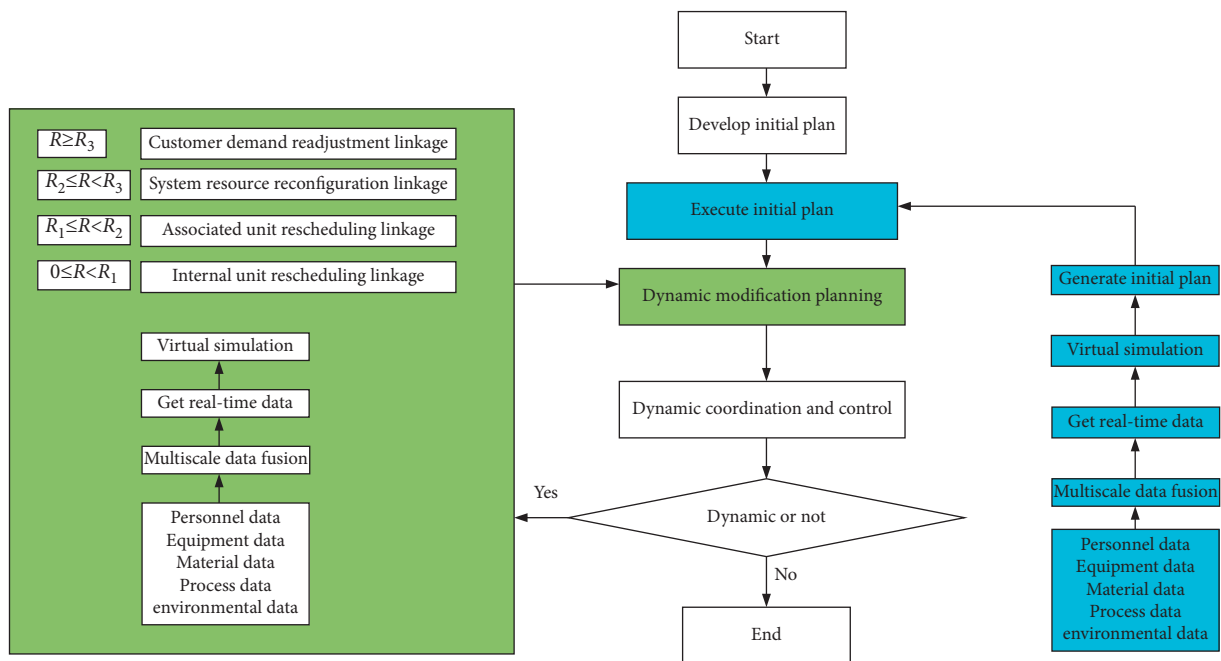 Start
Develop initial plan
Execute initial plan
Dynamic modification planning
Dynamic coordination and control
Dynamic or not
Yes
No
End
R≥R₃
Customer demand readjustment linkage
R₂≤R<R₃
System resource reconfiguration linkage
R₁≤R<R₂
Associated unit rescheduling linkage
0≤R<R₁
Internal unit rescheduling linkage
Virtual simulation
Get real-time data
Multiscale data fusion
Personnel data
Equipment data
Material data
Process data
environmental data
Generate initial plan
Virtual simulation
Get real-time data
Multiscale data fusion
Personnel data
Equipment data
Material data
Process data
environmental data